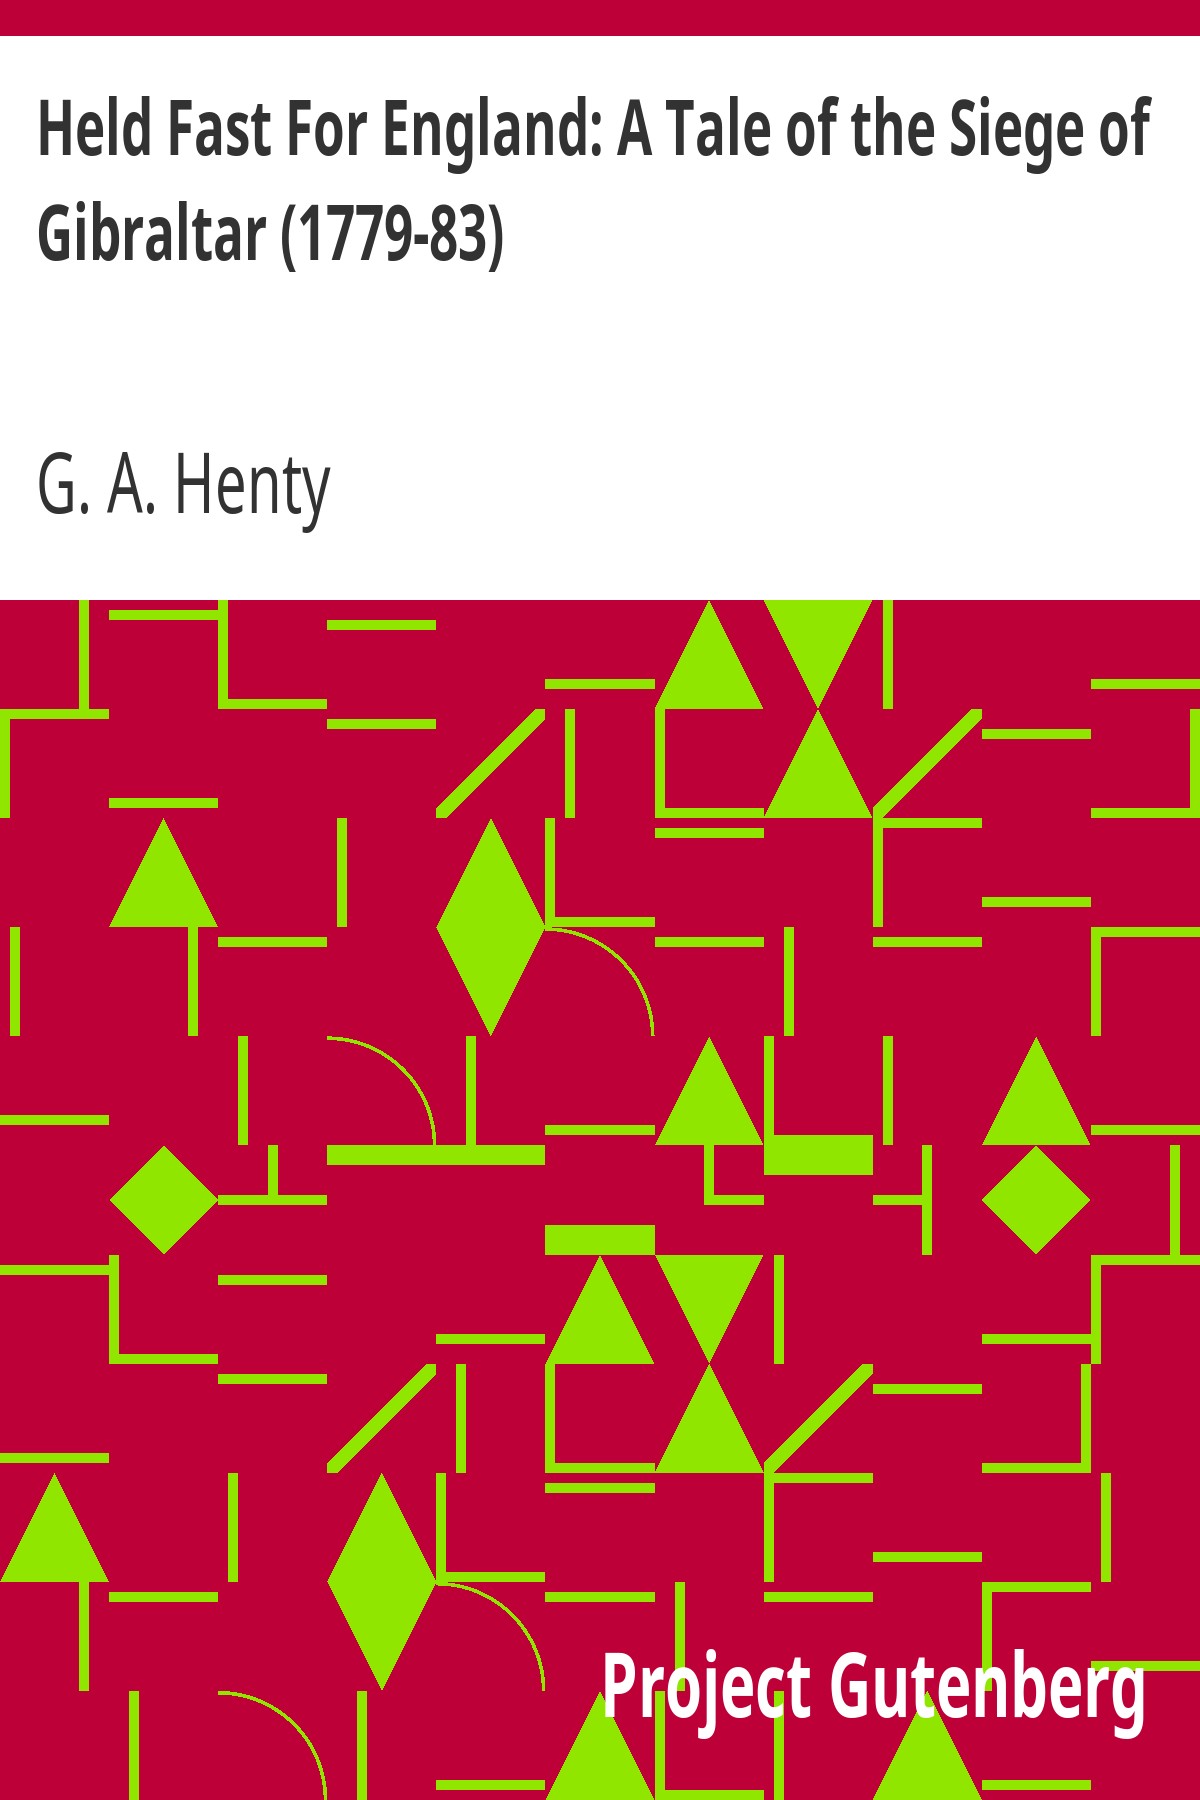 Held Fast For England: A Tale of the Siege of
Gibraltar (1779-83)
G. A. Henty
Project Gutenberg